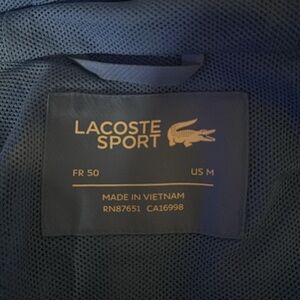 LACOSTE
SPORT
FR 50 US M
MADE IN VIETNAM
RN87651 CA16998